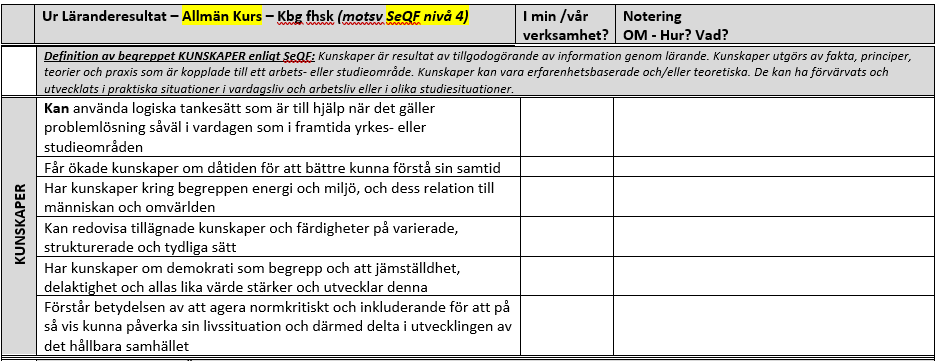 Ur Läranderesultat – Allmän Kurs – Kbg fhsk (motsv SeQF nivå 4)
I min /vår
verksamhet?
Notering
OM - Hur? Vad?
Definition av begreppet KUNSKAPER enligt SeQF: Kunskaper är resultat av tillgodogörande av information genom lärande. Kunskaper utgörs av fakta, principer,
teorier och praxis som är kopplade till ett arbets- eller studieområde. Kunskaper kan vara erfarenhetsbaserade och/eller teoretiska. De kan ha förvärvats och
utvecklats i praktiska situationer i vardagsliv och arbetsliv eller i olika studiesituationer.
KUNSKAPER
Kan använda logiska tankesätt som är till hjälp när det gäller
problemlösning såväl i vardagen som i framtida yrkes- eller
studieområden
Får ökade kunskaper om dåtiden för att bättre kunna förstå sin samtid
Har kunskaper kring begreppen energi och miljö, och dess relation till
människan och omvärlden
Kan redovisa tillägnade kunskaper och färdigheter på varierade,
strukturerade och tydliga sätt
Har kunskaper om demokrati som begrepp och att jämställdhet,
delaktighet och allas lika värde stärker och utvecklar denna
Förstår betydelsen av att agera normkritiskt och inkluderande för att på
så vis kunna påverka sin livssituation och därmed delta i utvecklingen av
det hållbara samhället